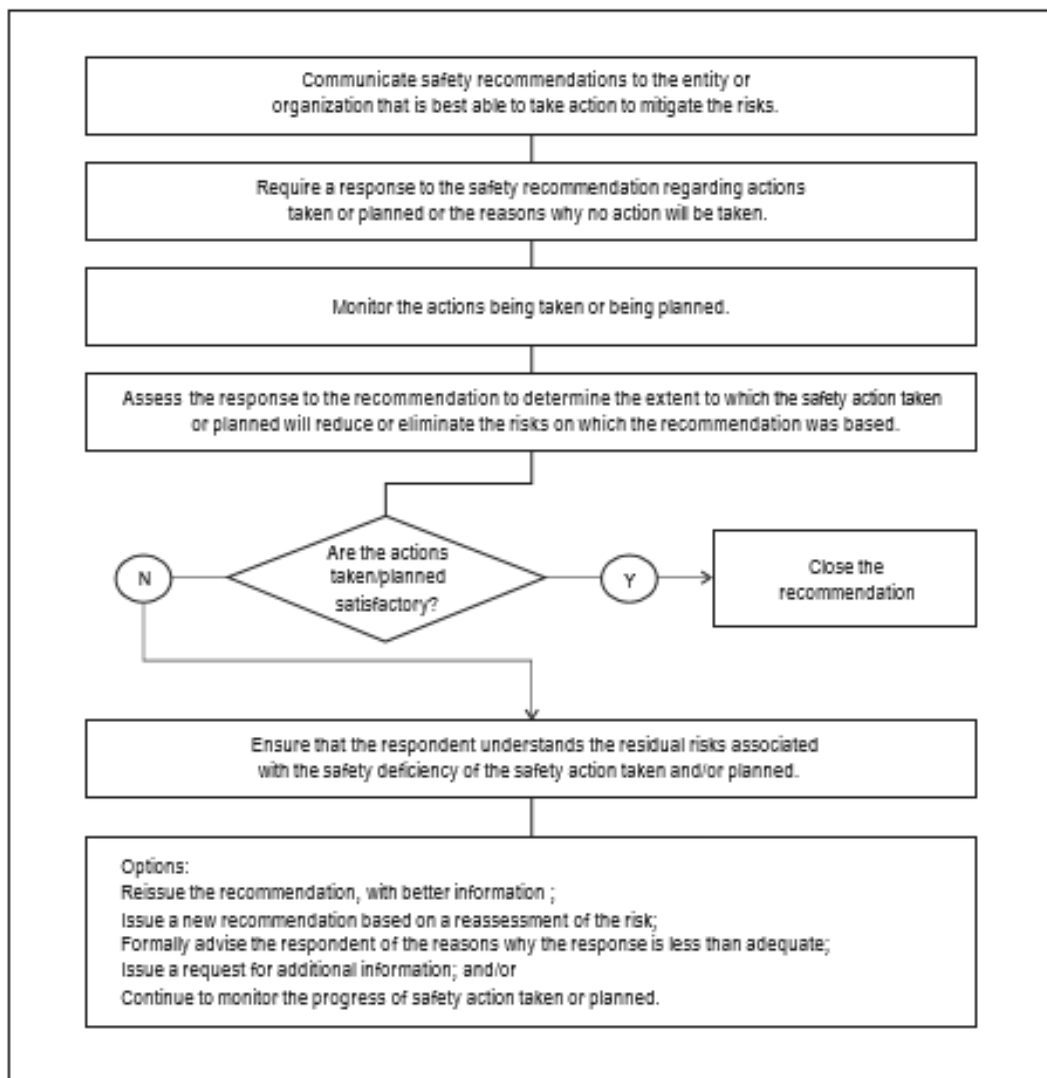 Communicate safety recommendations to the entity or
organization that is best able to take action to mitigate the risks.
Require a response to the safety recommendation regarding actions
taken or planned or the reasons why no action will be taken.
Monitor the actions being taken or being planned.
Assess the response to the recommendation to determine the extent to which the safety action taken
or planned will reduce or eliminate the risks on which the recommendation was based.
Are the actions
taken/planned
satisfactory?
N
Y
Close the
recommendation
Ensure that the respondent understands the residual risks associated
with the safety deficiency of the safety action taken and/or planned.
Options:
Reissue the recommendation, with better information ;
Issue a new recommendation based on a reassessment of the risk;
Formally advise the respondent of the reasons why the response is less than adequate;
Issue a request for additional information; and/or
Continue to monitor the progress of safety action taken or planned.